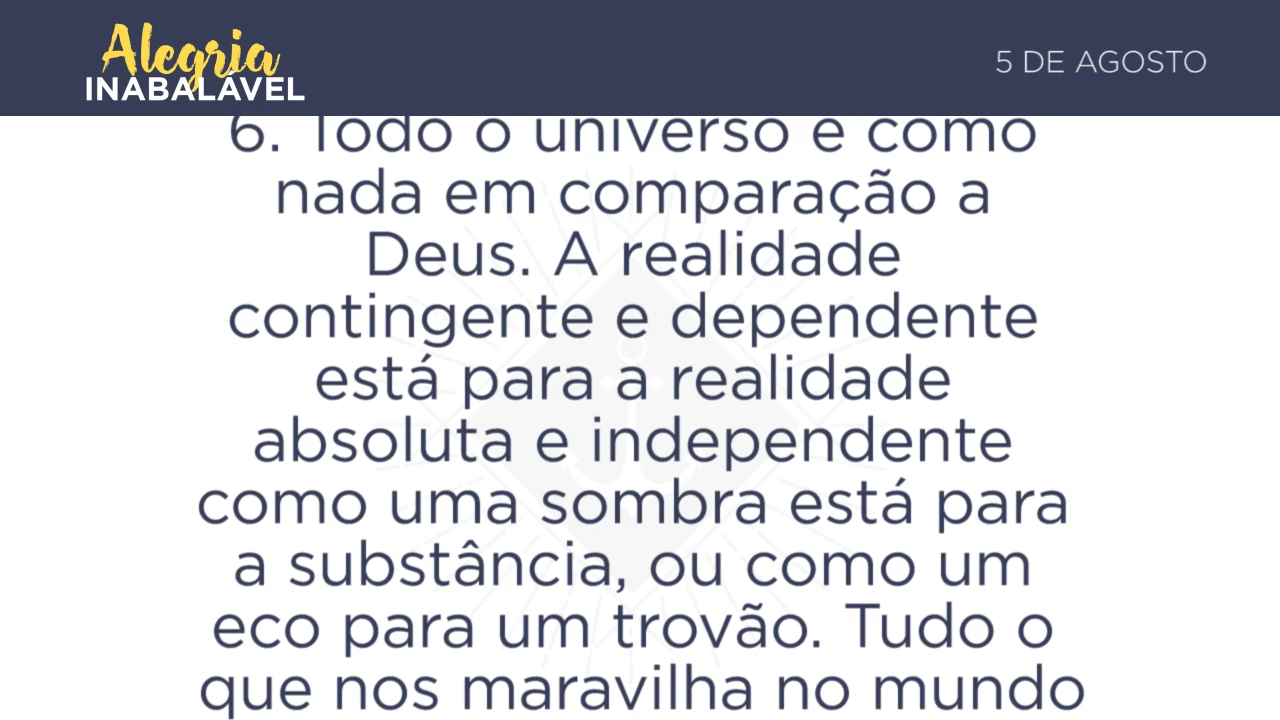 Alegria
INABALÁVEL
5 DE AGOSTO
6. Todo o universo é como
nada em comparação a
Deus. A realidade
contingente e dependente
está para a realidade
absoluta e independente
como uma sombra está para
a substância, ou como um
eco para um trovão. Tudo o
que nos maravilha no mundo